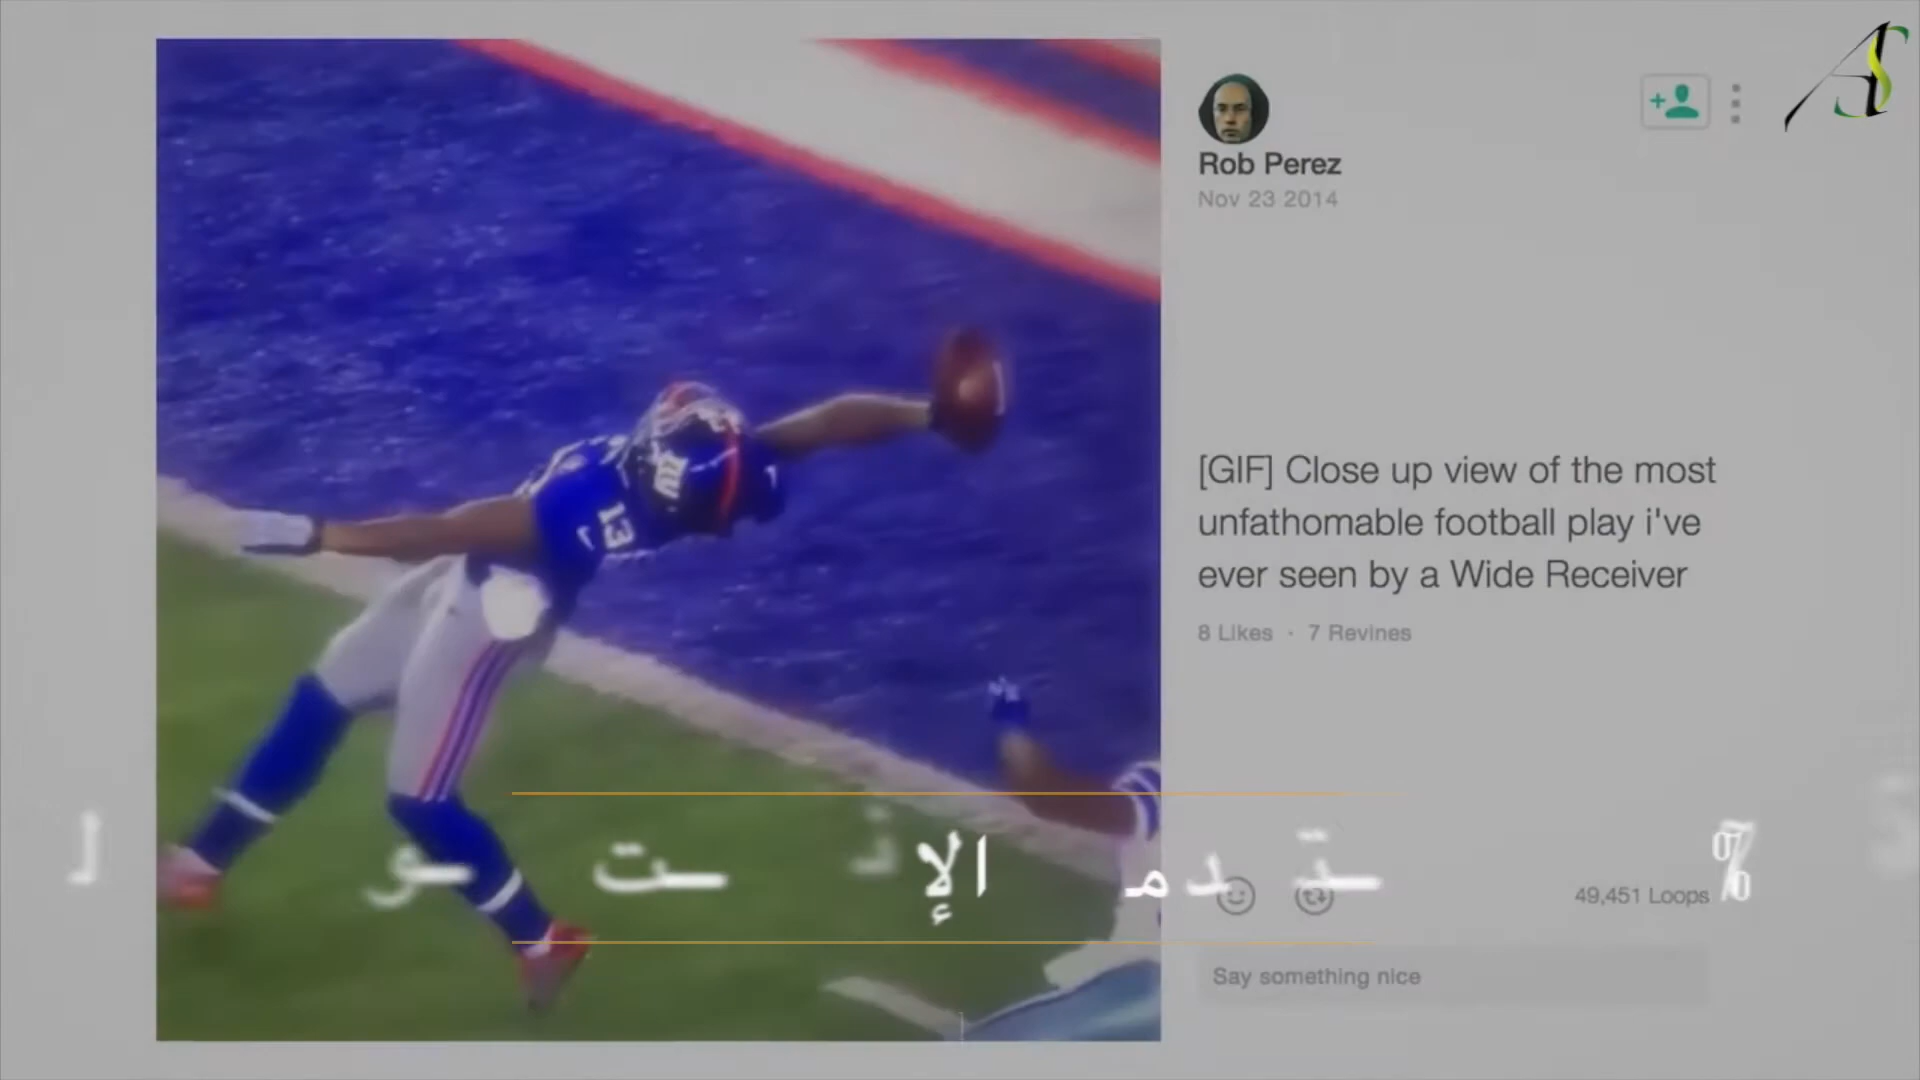 Rob Perez
Nov 23 2014
[GIF] Close up view of the most
unfathomable football play i've
ever seen by a Wide Receiver
8 Likes · 7 Revines
49,451 Loops
%
Say something nice
13